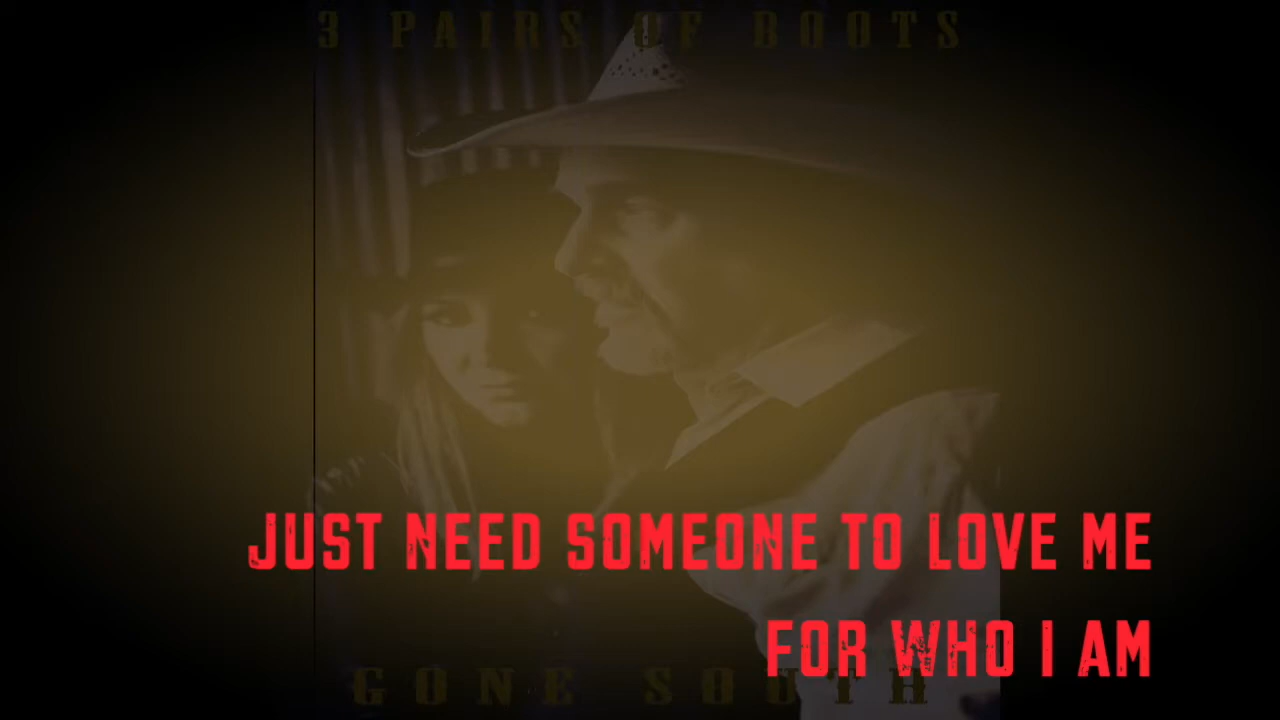 3 PAIRS OF BOOTS
JUST NEED SOMEONE TO LOVE ME
FOR WHO I AM
GONE SOUTH